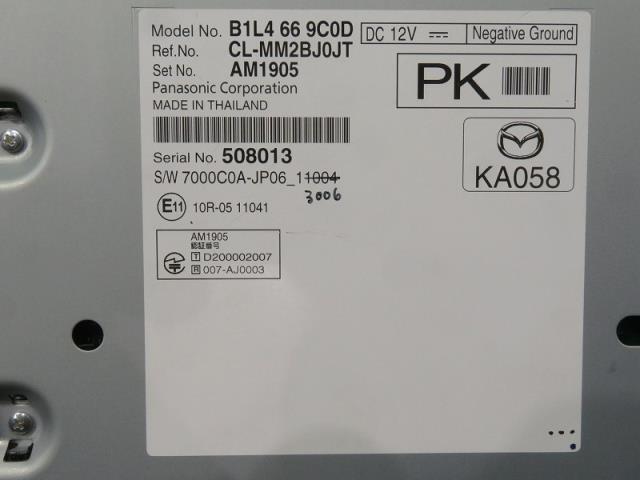 Model No. B1L4 66 9C0D
DC 12V ⎓ Negative Ground
Ref.No. CL-MM2BJ0JT
Set No. AM1905
Panasonic Corporation
MADE IN THAILAND
PK
Serial No. 508013
S/W 7000C0A-JP06_11004
3006
KA058
E11 10R-05 11041
AM1905
認証番号
T D200002007
R 007-AJ0003